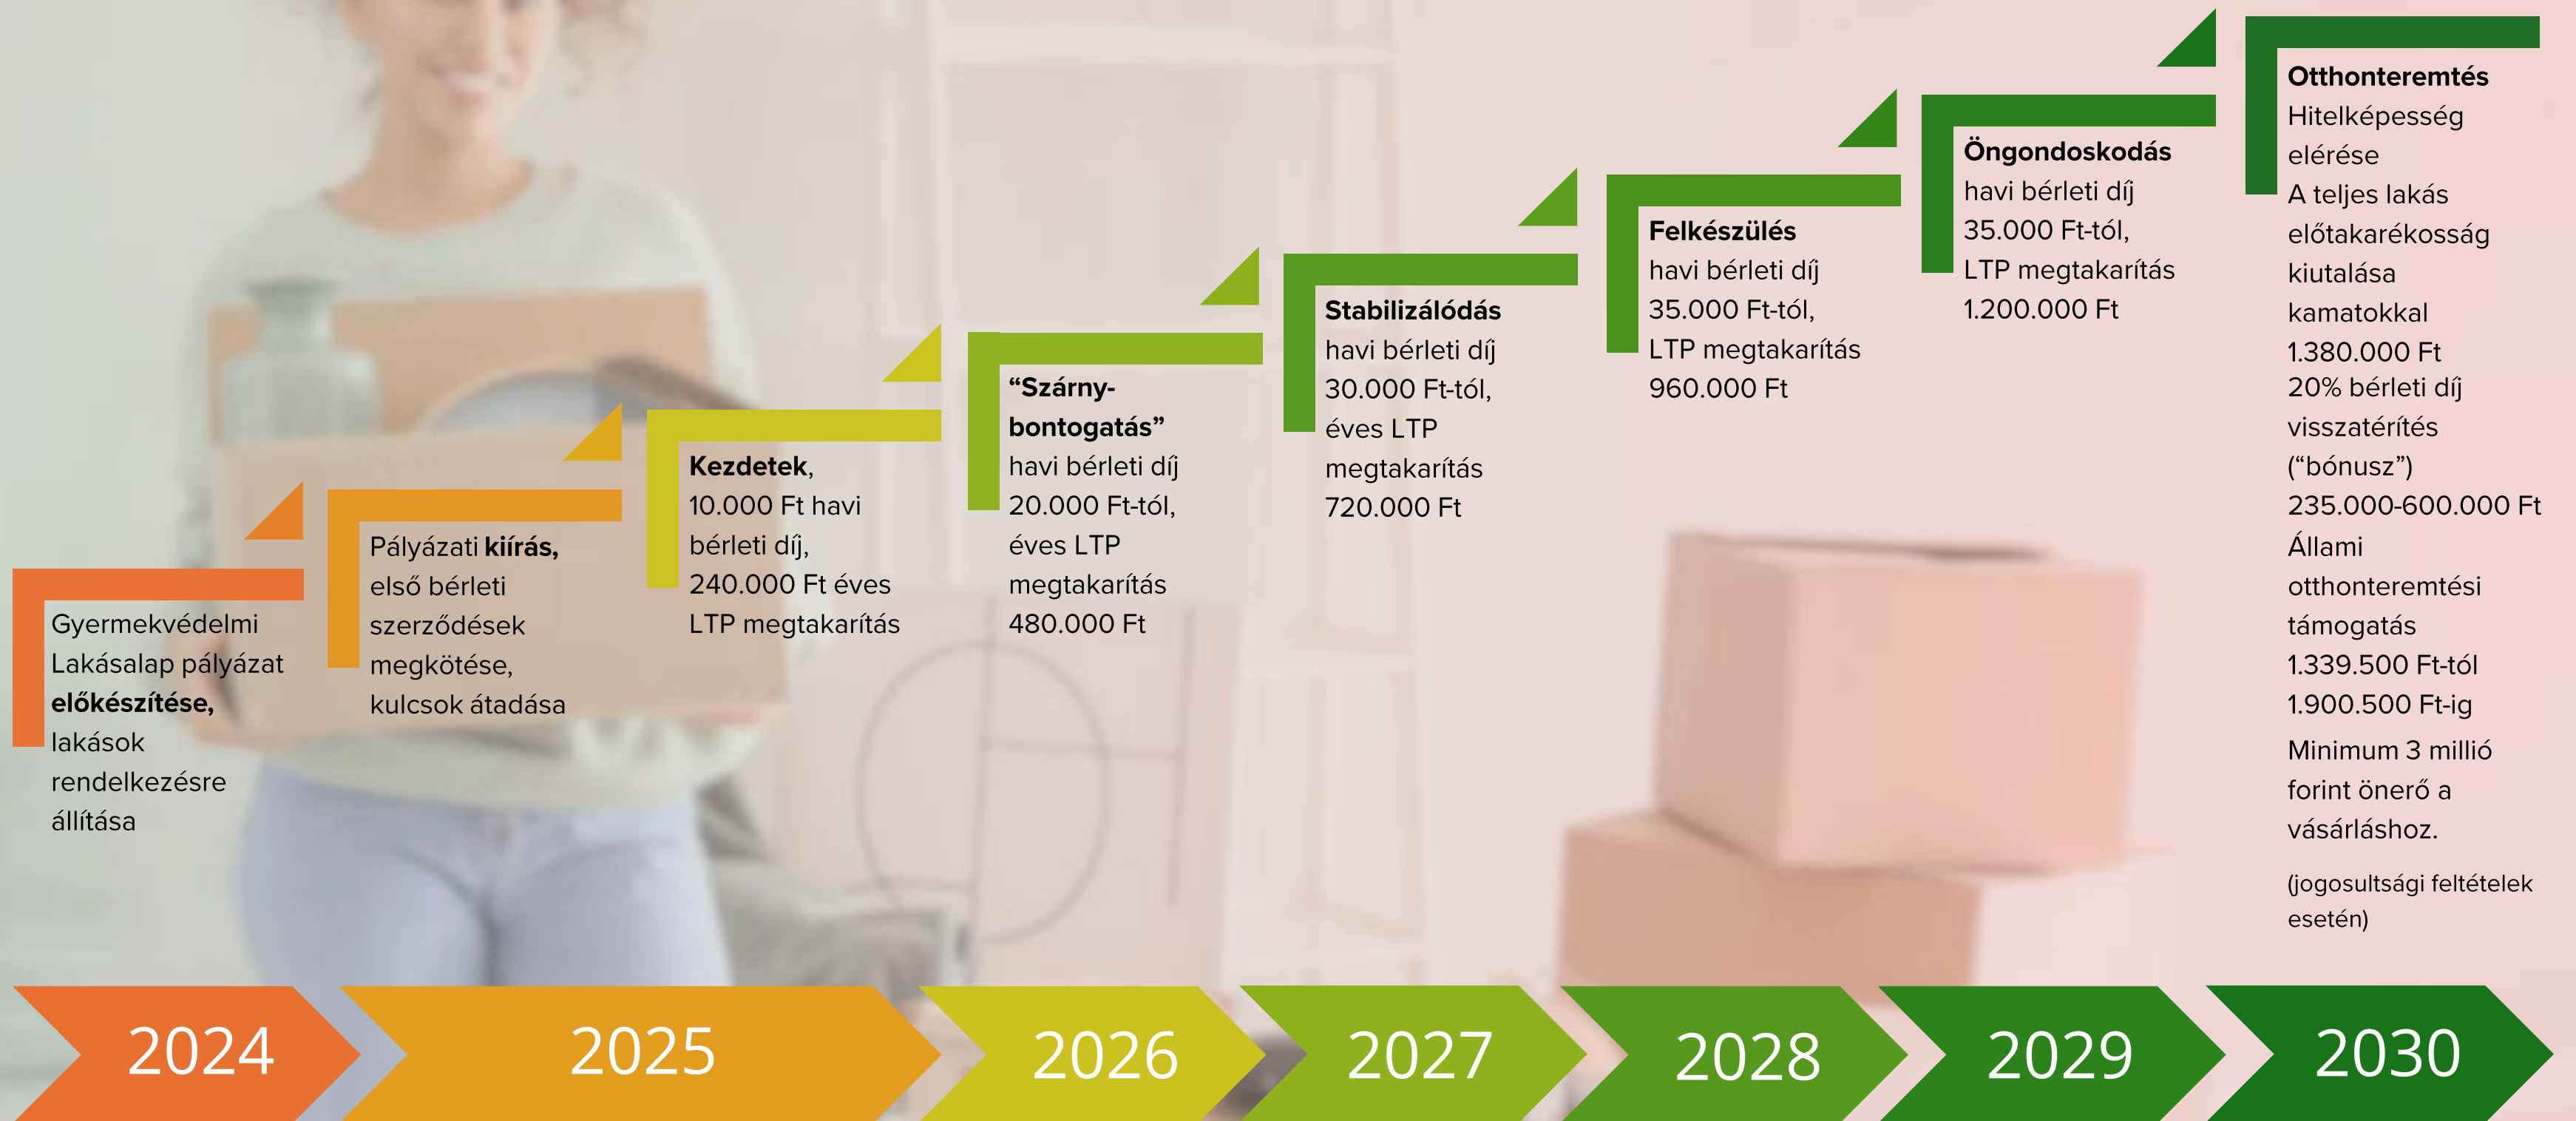 Gyermekvédelmi
Lakásalap pályázat
előkészítése,
lakások
rendelkezésre
állítása
Pályázati kiírás,
első bérleti
szerződések
megkötése,
kulcsok átadása
Kezdetek,
10.000 Ft havi
bérleti díj,
240.000 Ft éves
LTP megtakarítás
“Szárny-
bontogatás”
havi bérleti díj
20.000 Ft-tól,
éves LTP
megtakarítás
480.000 Ft
Stabilizálódás
havi bérleti díj
30.000 Ft-tól,
éves LTP
megtakarítás
720.000 Ft
Felkészülés
havi bérleti díj
35.000 Ft-tól,
LTP megtakarítás
960.000 Ft
Öngondoskodás
havi bérleti díj
35.000 Ft-tól,
LTP megtakarítás
1.200.000 Ft
Otthonteremtés
Hitelképesség
elérése
A teljes lakás
előtakarékosság
kiutalása
kamatokkal
1.380.000 Ft
20% bérleti díj
visszatérítés
(“bónusz”)
235.000-600.000 Ft
Állami
otthonteremtési
támogatás
1.339.500 Ft-tól
1.900.500 Ft-ig
Minimum 3 millió
forint önerő a
vásárláshoz.
(jogosultsági feltételek
esetén)
2024
2025
2026
2027
2028
2029
2030